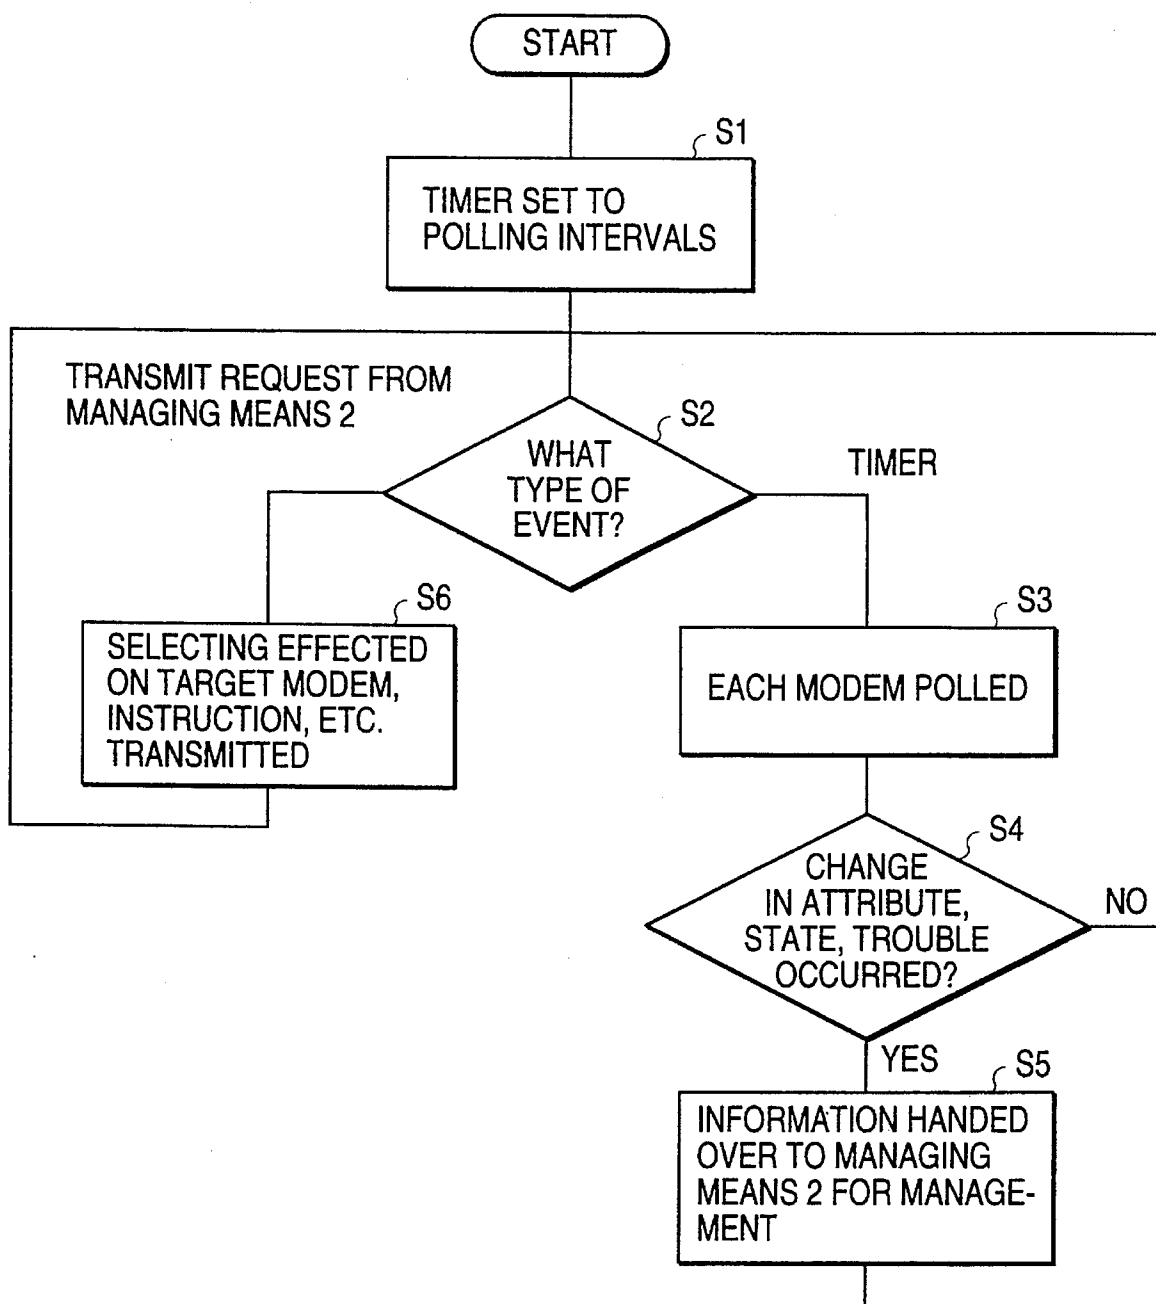 START
S1
TIMER SET TO
POLLING INTERVALS
TRANSMIT REQUEST FROM
MANAGING MEANS 2
S2
WHAT
TYPE OF
EVENT?
TIMER
S6
SELECTING EFFECTED
ON TARGET MODEM,
INSTRUCTION, ETC.
TRANSMITTED
S3
EACH MODEM POLLED
S4
CHANGE
IN ATTRIBUTE,
STATE, TROUBLE
OCCURRED?
NO
YES
S5
INFORMATION HANDED
OVER TO MANAGING
MEANS 2 FOR MANAGE-
MENT